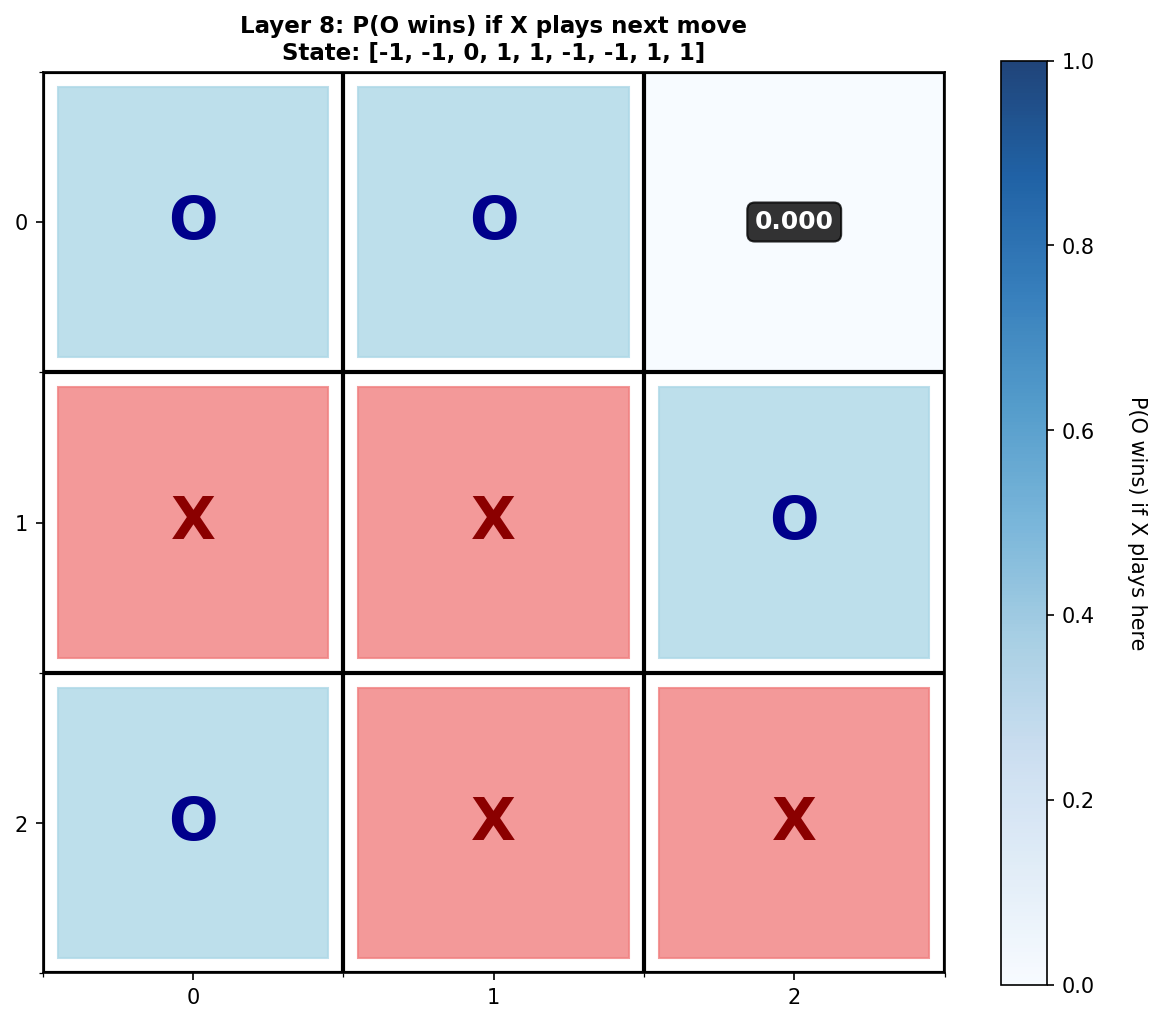 Layer 8: P(O wins) if X plays next move
State: [-1, -1, 0, 1, 1, -1, -1, 1, 1]
0 O O 0.000
1 X X O
2 O X X
0 1 2
1.0
0.8
0.6
0.4
0.2
0.0
P(O wins) if X plays here